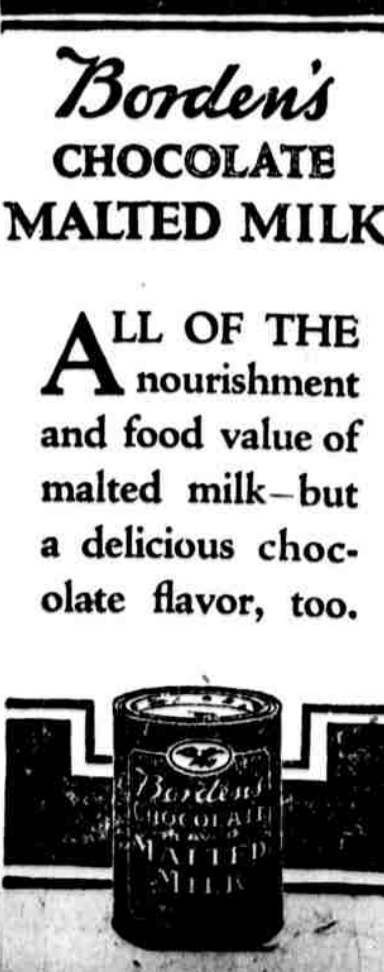 Borden's
CHOCOLATE
MALTED MILK
ALL OF THE
nourishment
and food value of
malted milk—but
a delicious choc-
olate flavor, too.
Borden's
CHOCOLATE
MALTED
MILK